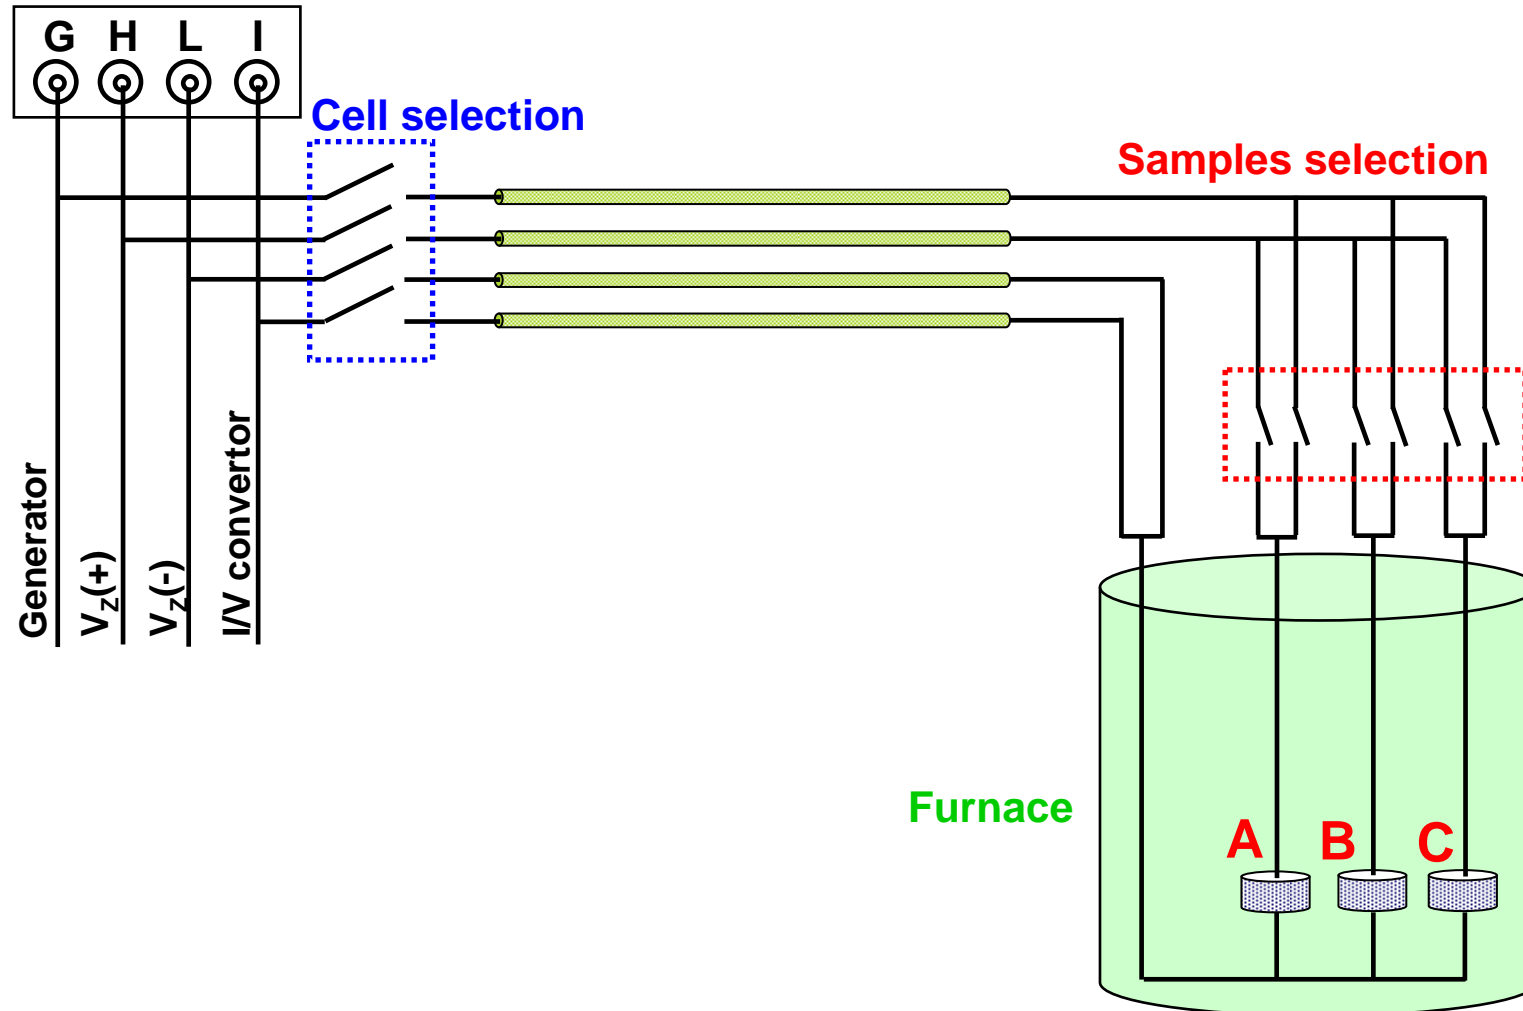 G H L I
Cell selection
Samples selection
Generator
VZ(+)
VZ(-)
I/V convertor
Furnace
A B C